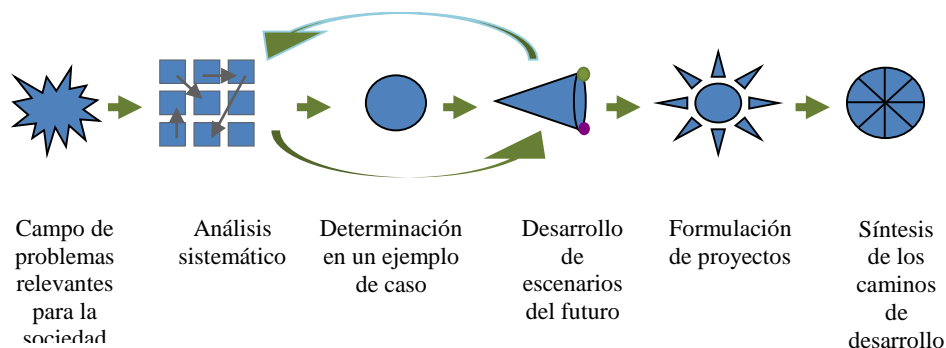 Campo de
problemas
relevantes
para la
sociedad
Análisis
sistemático
Determinación
en un ejemplo
de caso
Desarrollo
de
escenarios
del futuro
Formulación
de proyectos
Síntesis
de los
caminos
de
desarrollo